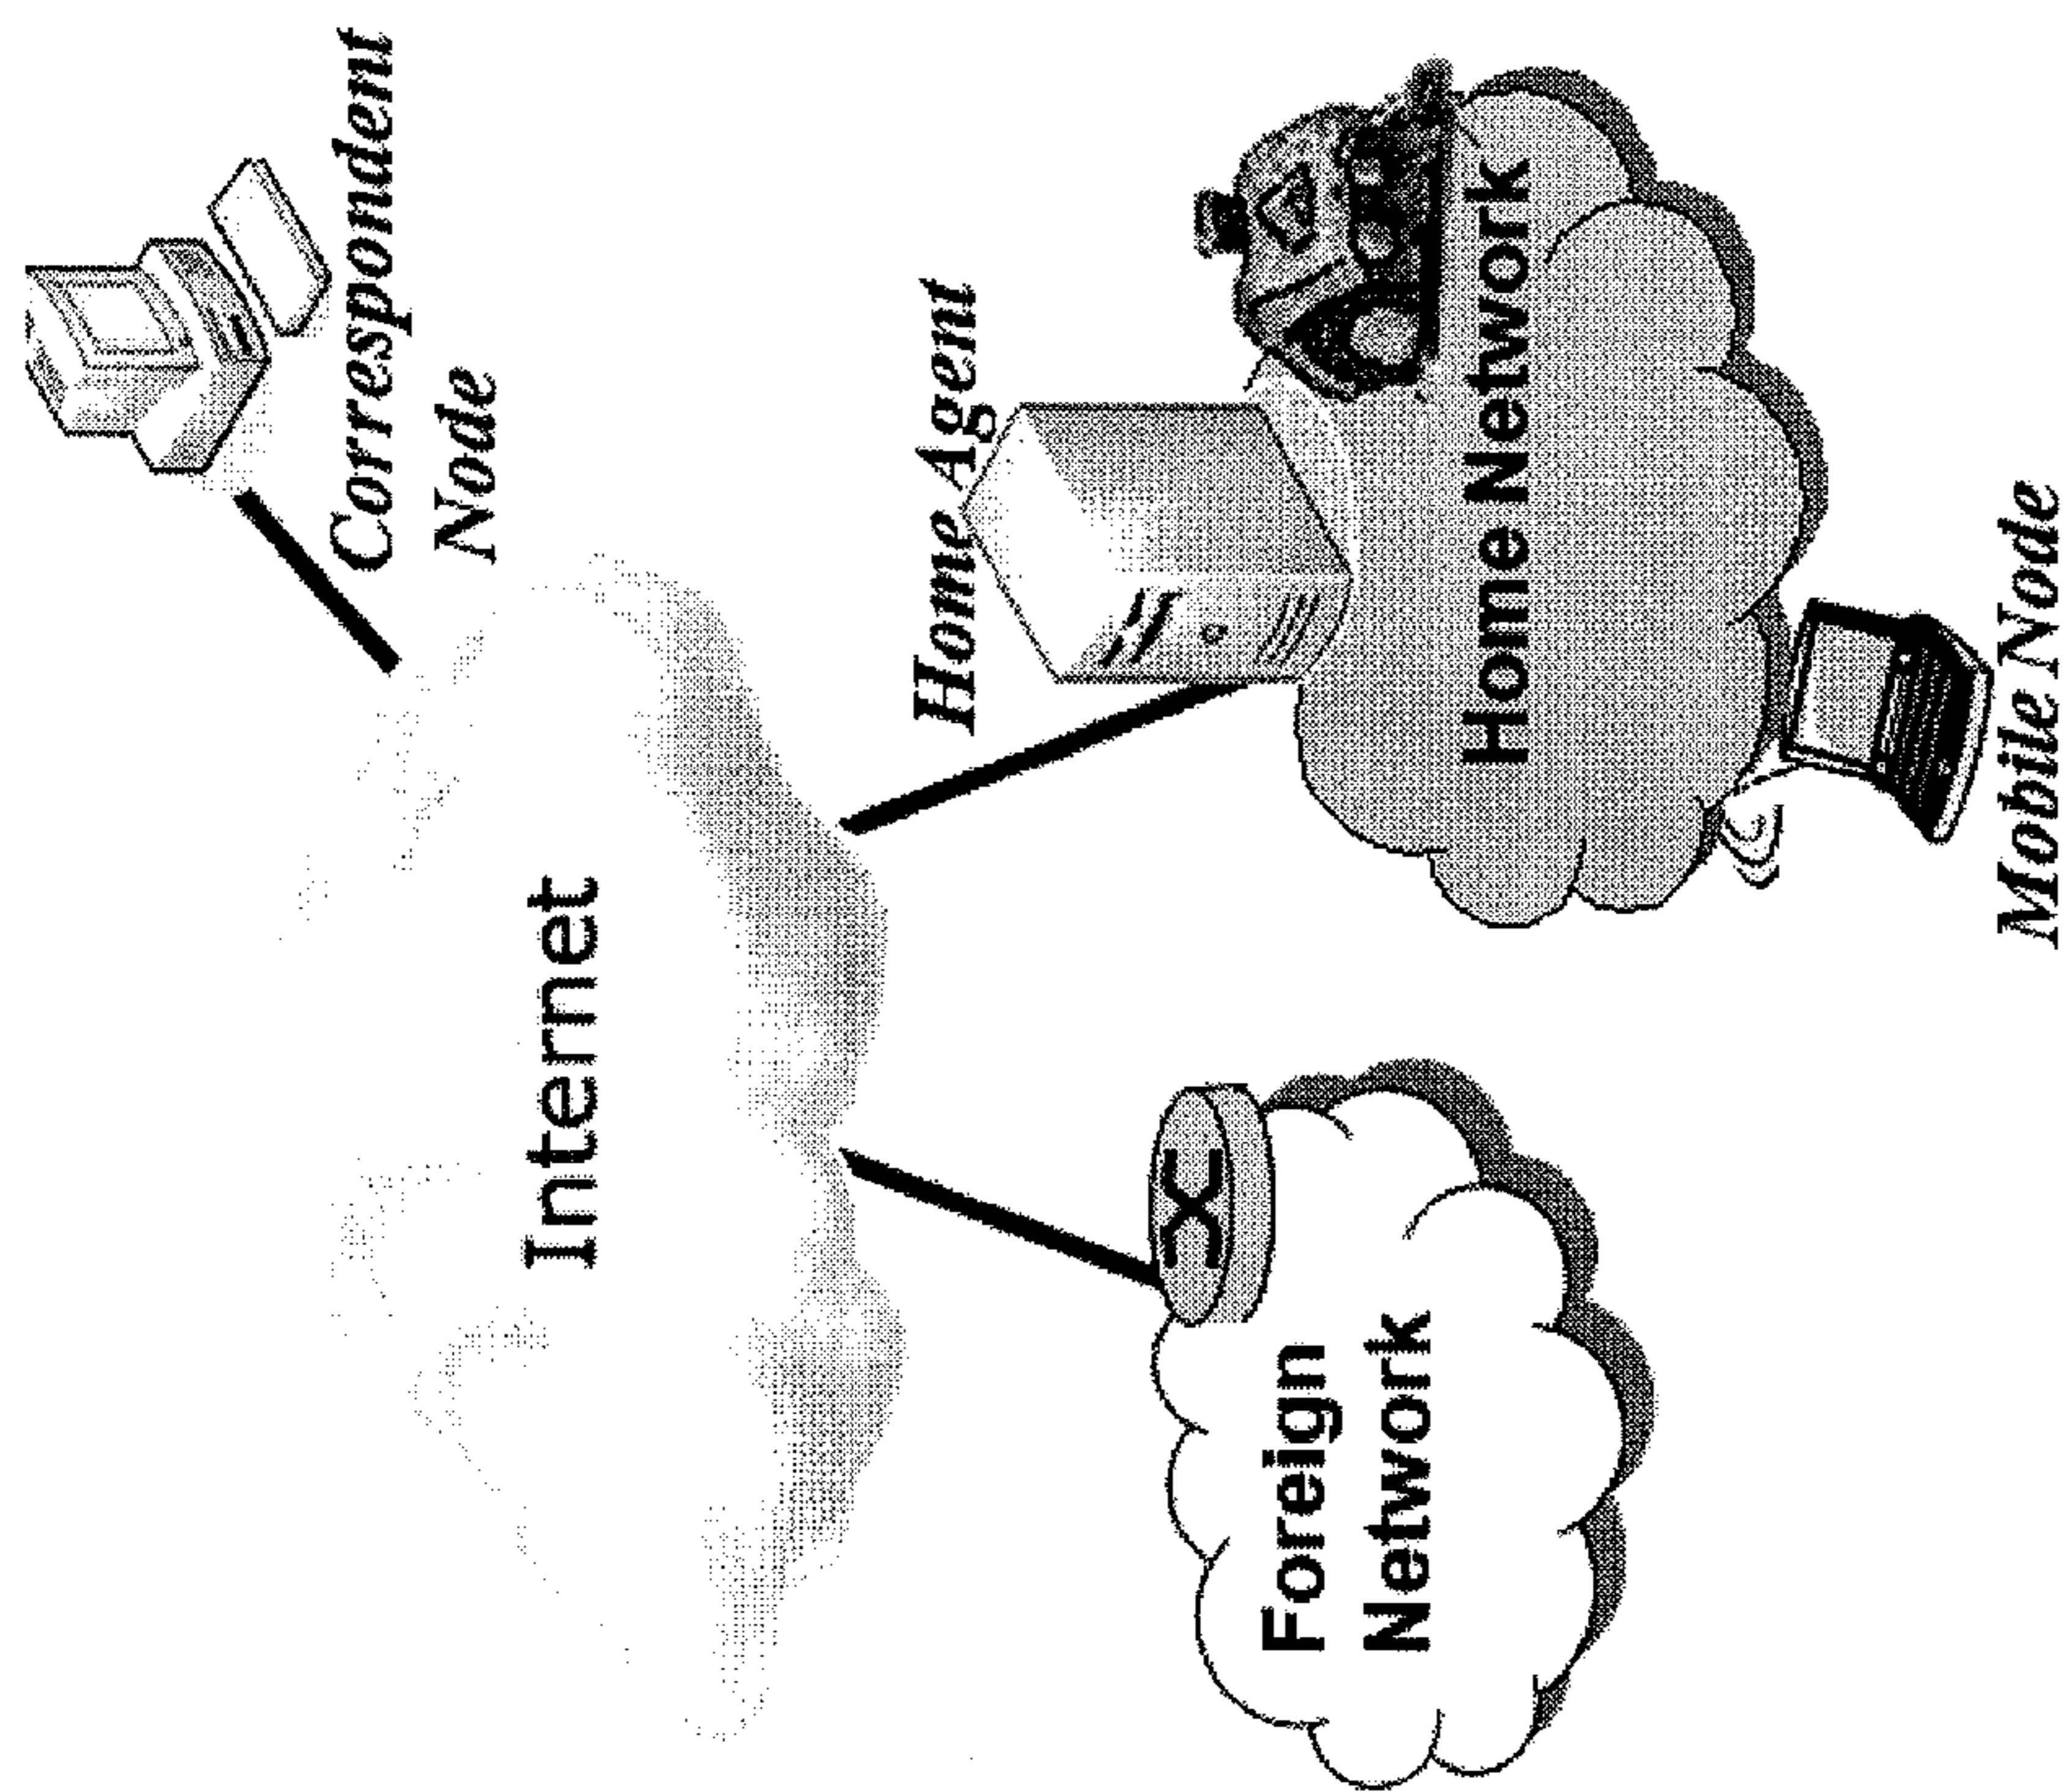 Correspondent
Node
Internet
Home Agent
Home Network
Foreign
Network
Mobile Node